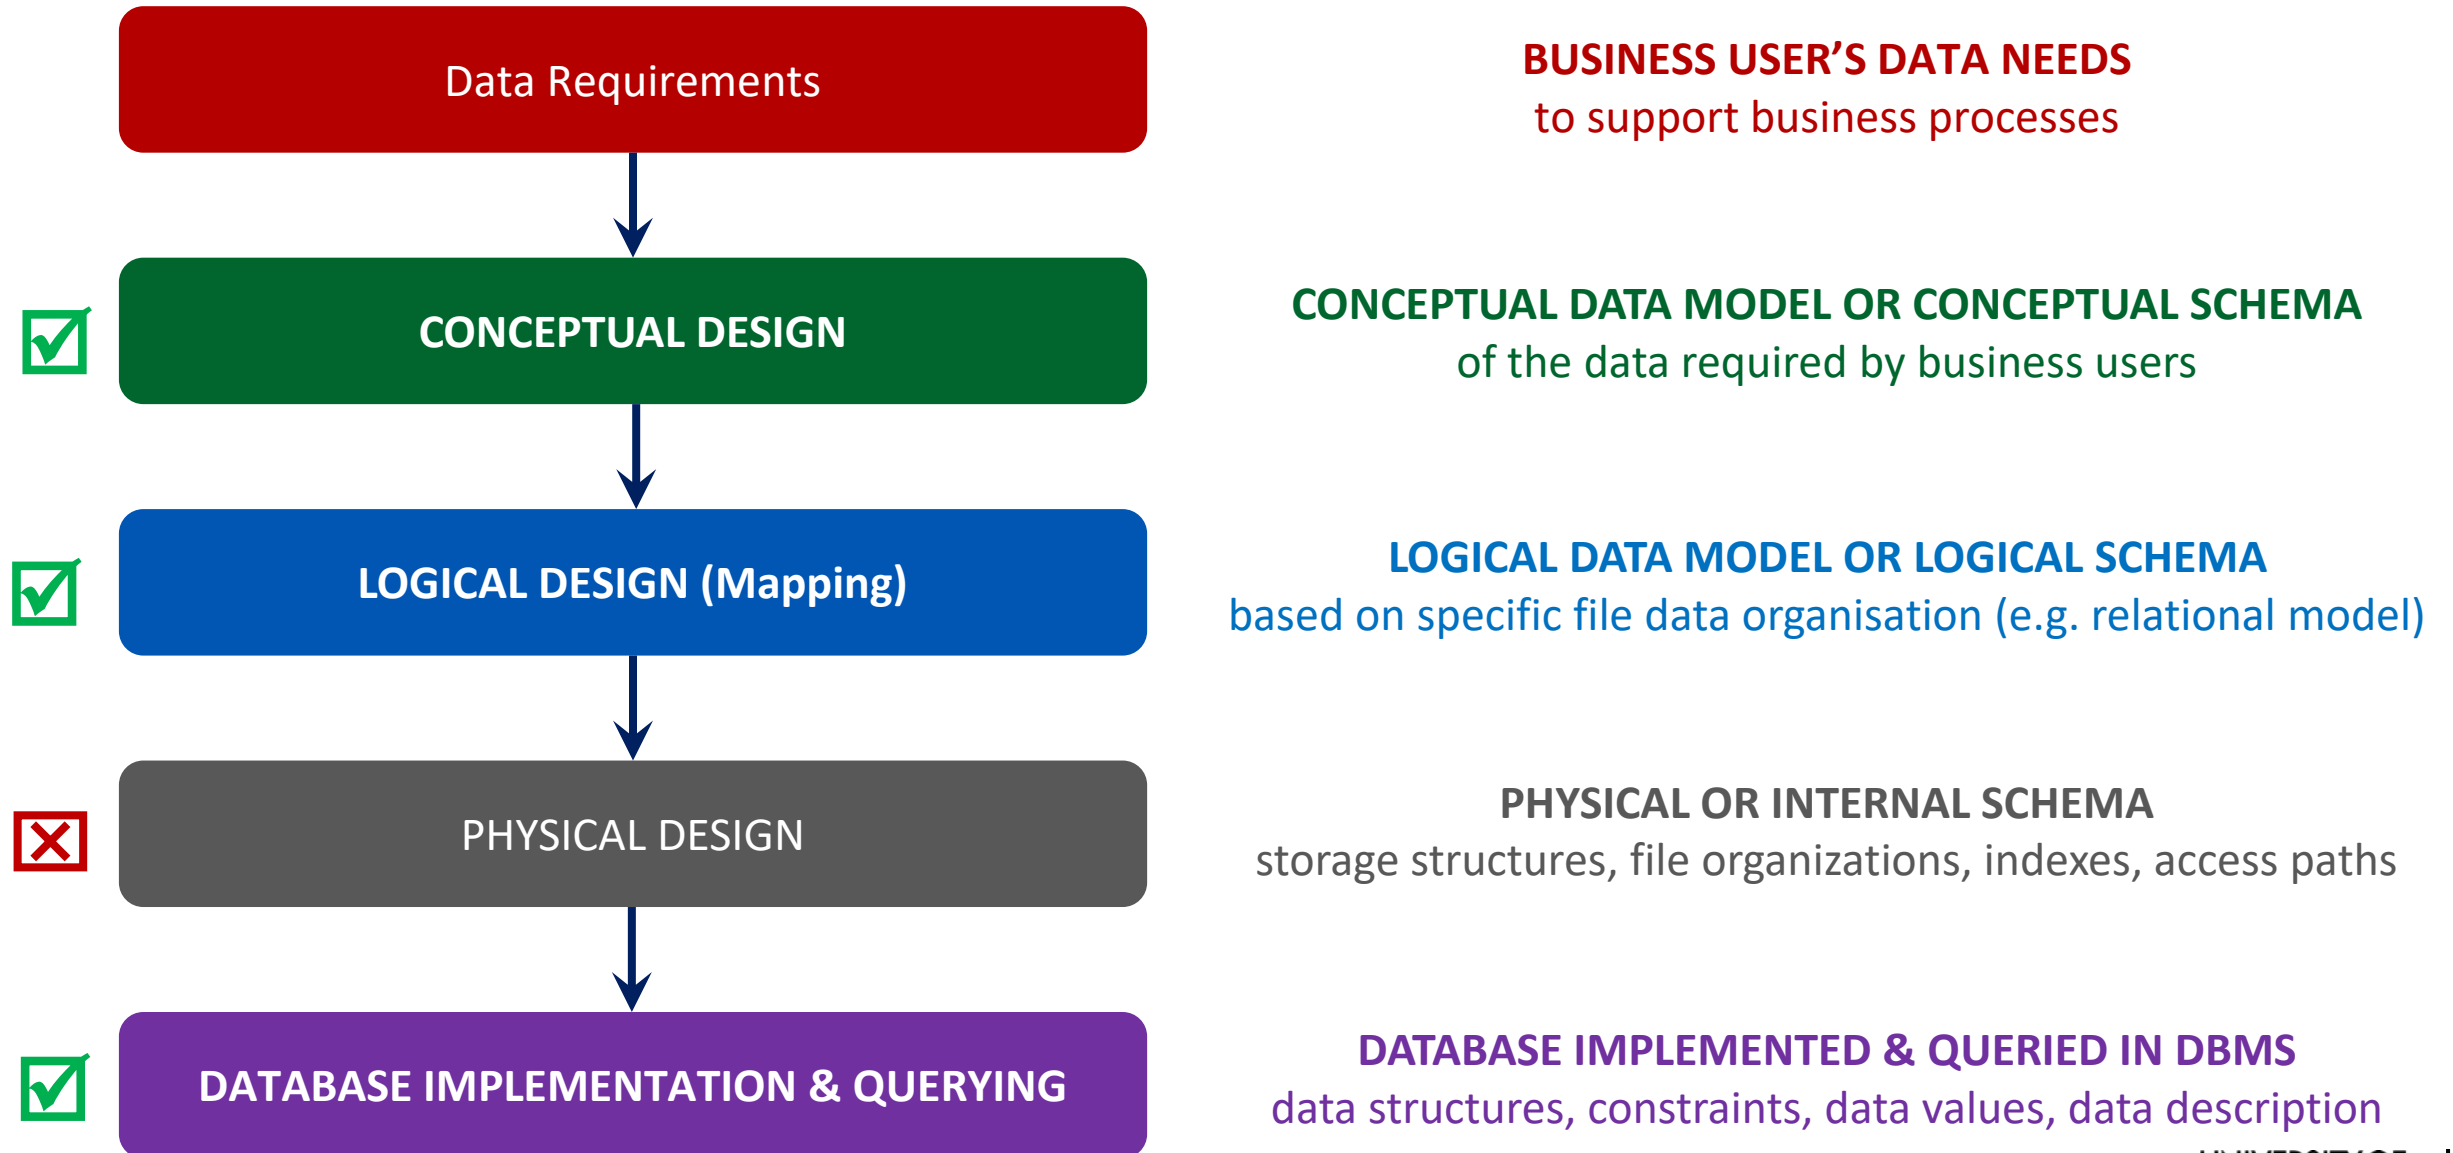 Data Requirements
BUSINESS USER’S DATA NEEDS
to support business processes
CONCEPTUAL DESIGN
CONCEPTUAL DATA MODEL OR CONCEPTUAL SCHEMA
of the data required by business users
LOGICAL DESIGN (Mapping)
LOGICAL DATA MODEL OR LOGICAL SCHEMA
based on specific file data organisation (e.g. relational model)
PHYSICAL DESIGN
PHYSICAL OR INTERNAL SCHEMA
storage structures, file organizations, indexes, access paths
DATABASE IMPLEMENTATION & QUERYING
DATABASE IMPLEMENTED & QUERIED IN DBMS
data structures, constraints, data values, data description